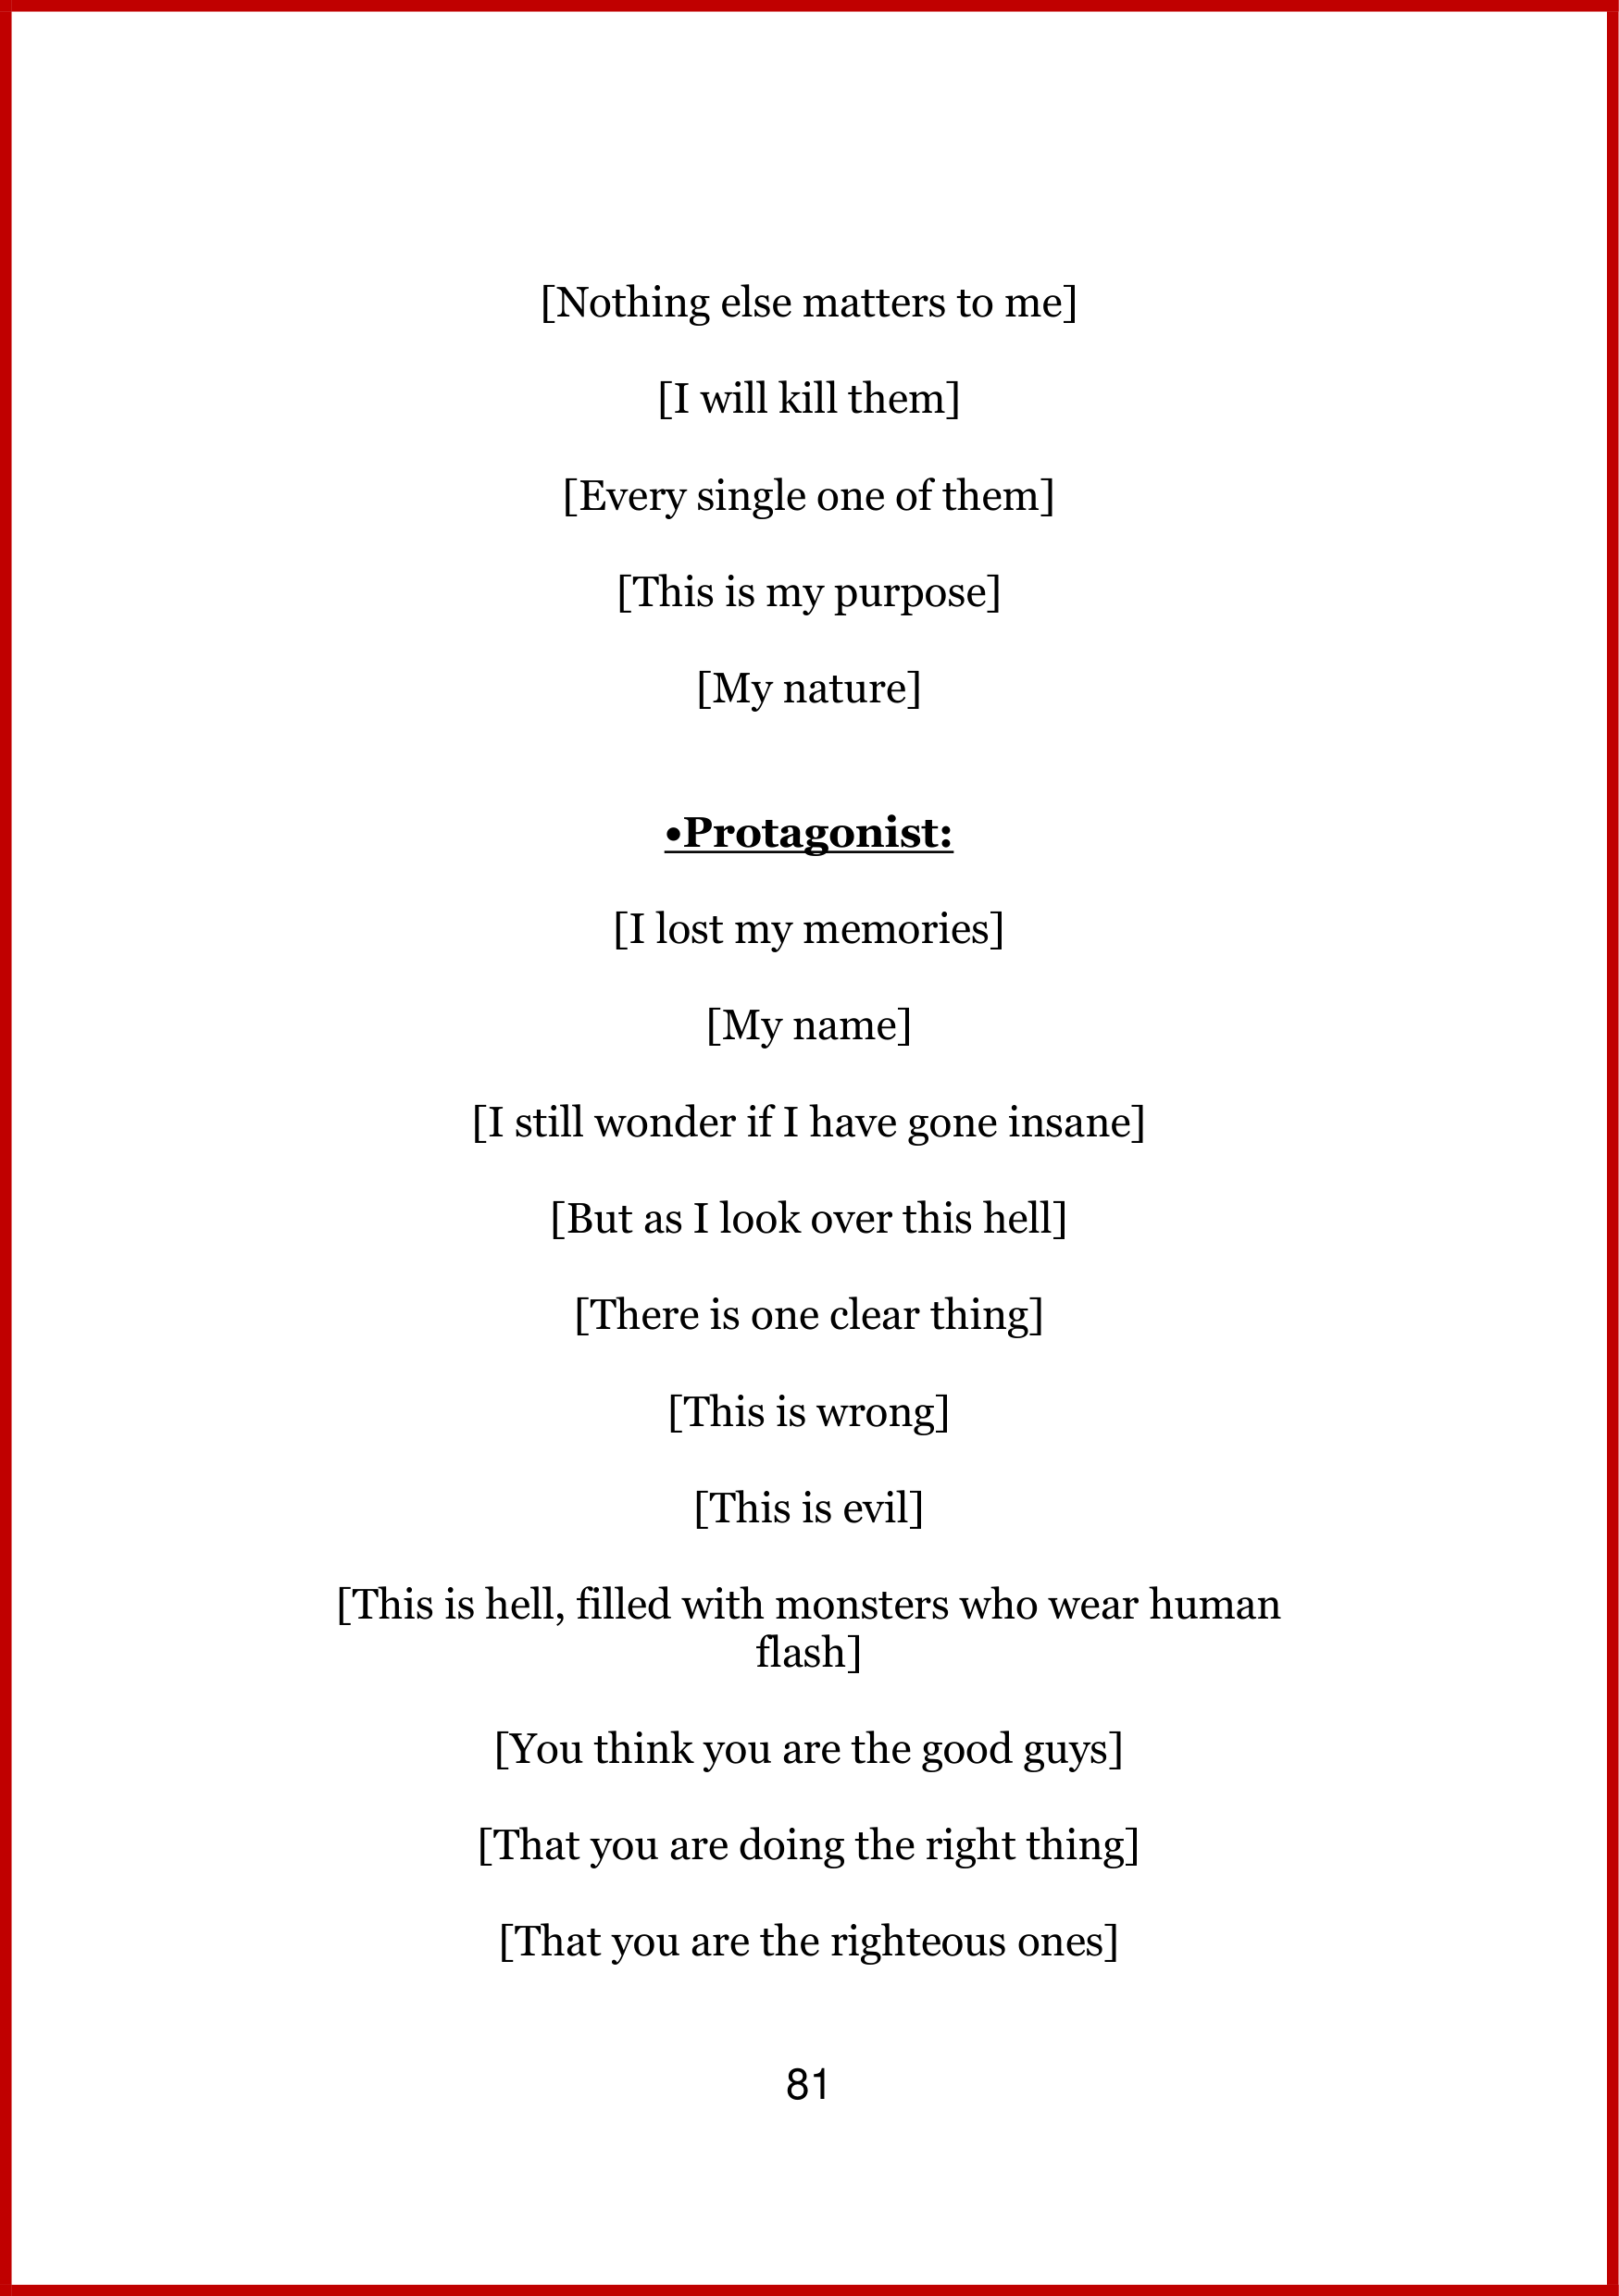 [Nothing else matters to me]
[I will kill them]
[Every single one of them]
[This is my purpose]
[My nature]
•Protagonist:
[I lost my memories]
[My name]
[I still wonder if I have gone insane]
[But as I look over this hell]
[There is one clear thing]
[This is wrong]
[This is evil]
[This is hell, filled with monsters who wear human
flash]
[You think you are the good guys]
[That you are doing the right thing]
[That you are the righteous ones]
81